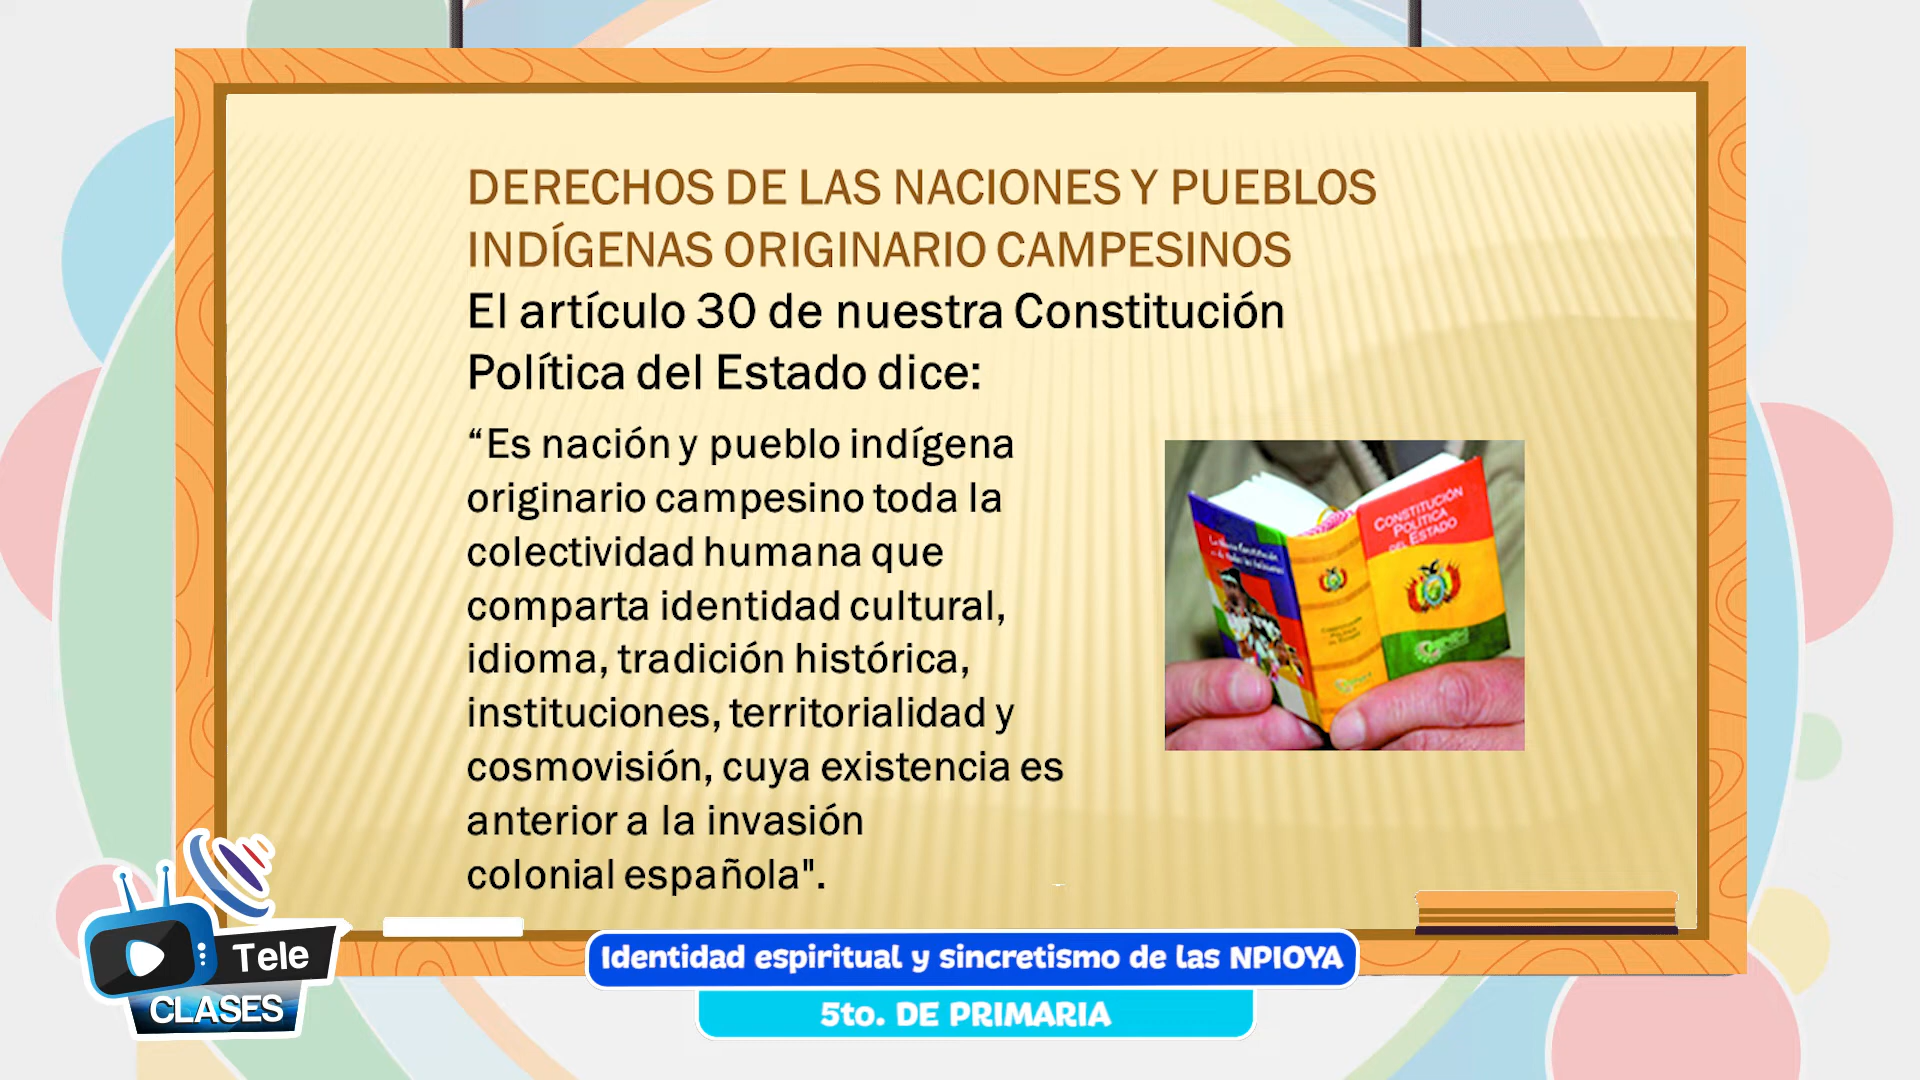 DERECHOS DE LAS NACIONES Y PUEBLOS
INDÍGENAS ORIGINARIO CAMPESINOS
El artículo 30 de nuestra Constitución
Política del Estado dice:
“Es nación y pueblo indígena
originario campesino toda la
colectividad humana que
comparta identidad cultural,
idioma, tradición histórica,
instituciones, territorialidad y
cosmovisión, cuya existencia es
anterior a la invasión
colonial española".
CONSTITUCIÓN
POLÍTICA
DEL ESTADO
Tele
CLASES
Identidad espiritual y sincretismo de las NPIOYA
5to. DE PRIMARIA